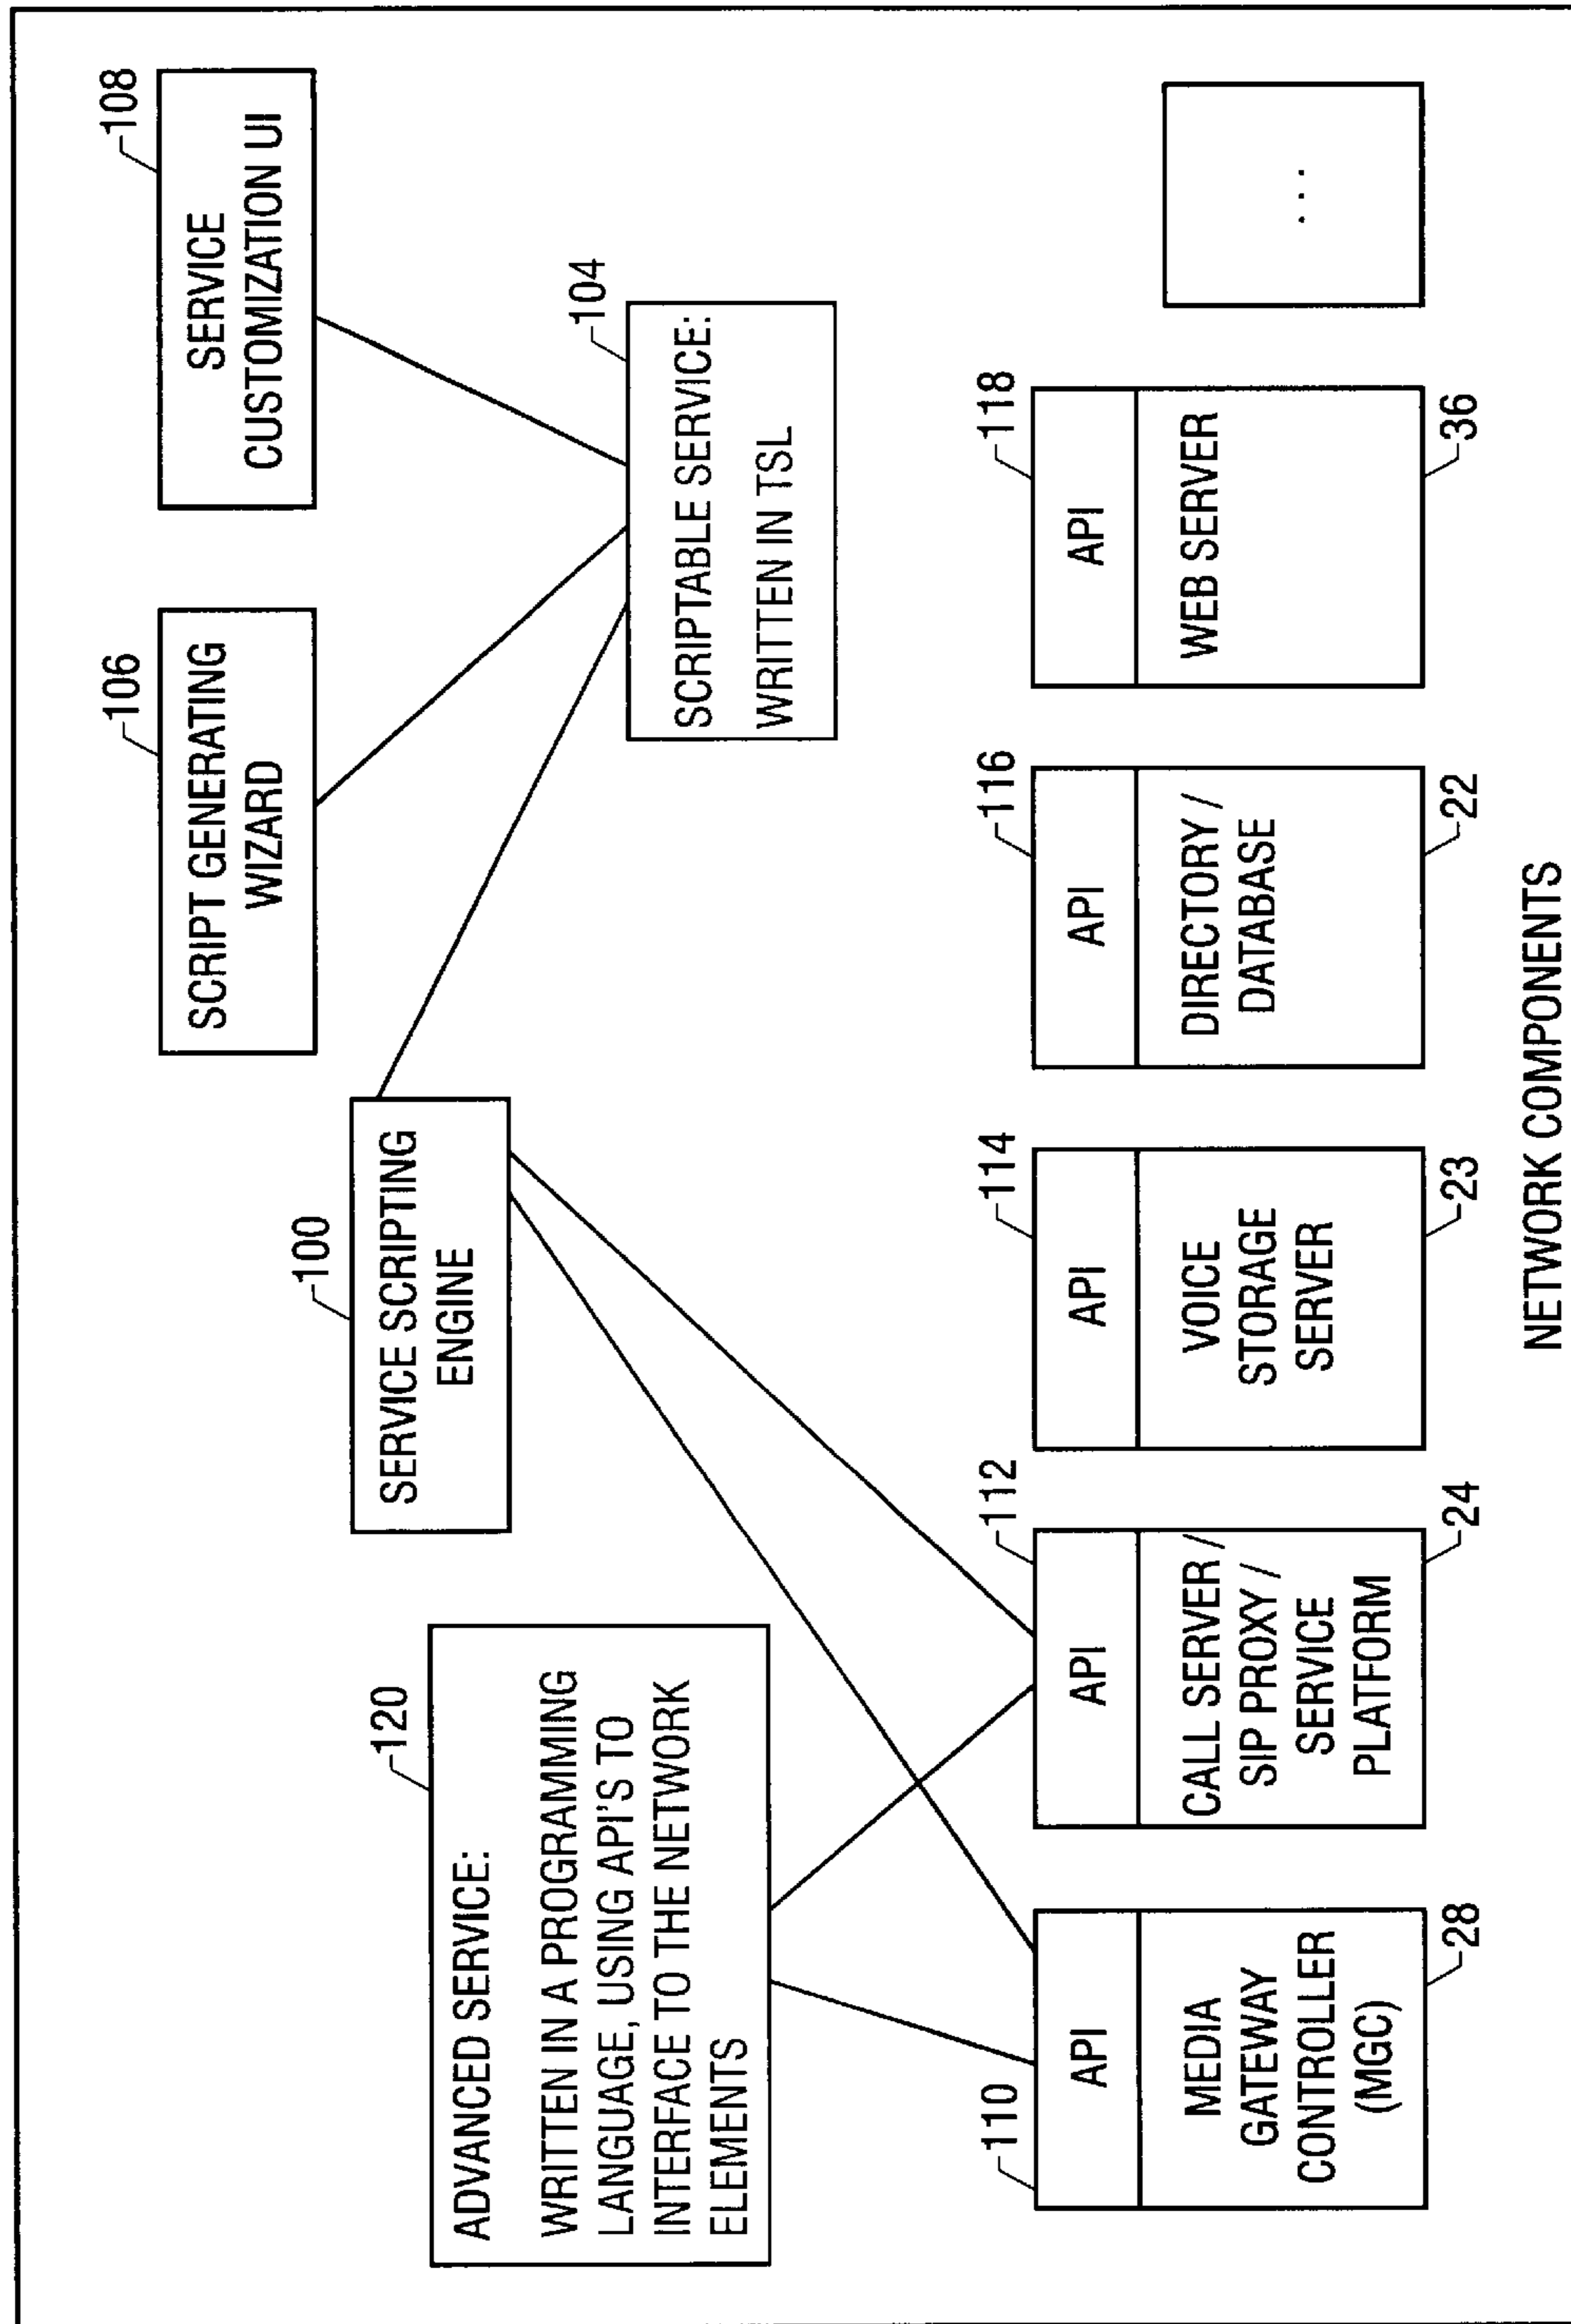 108
SERVICE
CUSTOMIZATION UI
106
SCRIPT GENERATING
WIZARD
104
SCRIPTABLE SERVICE:
WRITTEN IN TSL
100
SERVICE SCRIPTING
ENGINE
120
ADVANCED SERVICE:
WRITTEN IN A PROGRAMMING
LANGUAGE, USING API'S TO
INTERFACE TO THE NETWORK
ELEMENTS
110
API
MEDIA
GATEWAY
CONTROLLER
(MGC)
28
112
API
CALL SERVER /
SIP PROXY /
SERVICE
PLATFORM
24
114
API
VOICE
STORAGE
SERVER
23
116
API
DIRECTORY /
DATABASE
22
118
API
WEB SERVER
36
...
NETWORK COMPONENTS